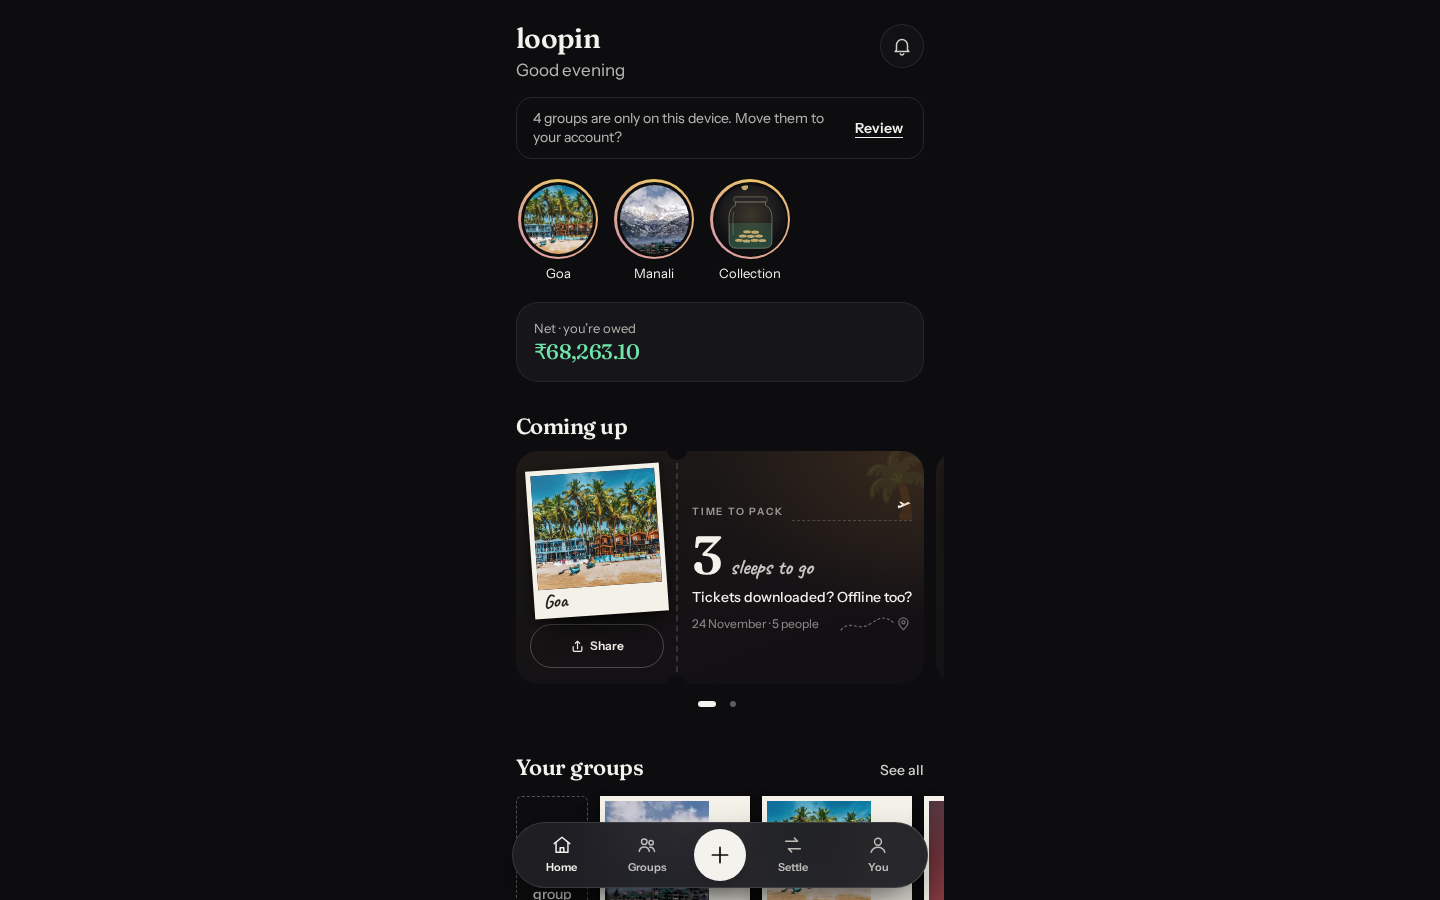 loopin
Good evening
4 groups are only on this device. Move them to
your account?
Review
Goa
Manali
Collection
Net · you're owed
₹68,263.10
Coming up
TIME TO PACK
3 sleeps to go
Tickets downloaded? Offline too?
24 November · 5 people
Goa
Share
Your groups
See all
group
Home
Groups
Settle
You